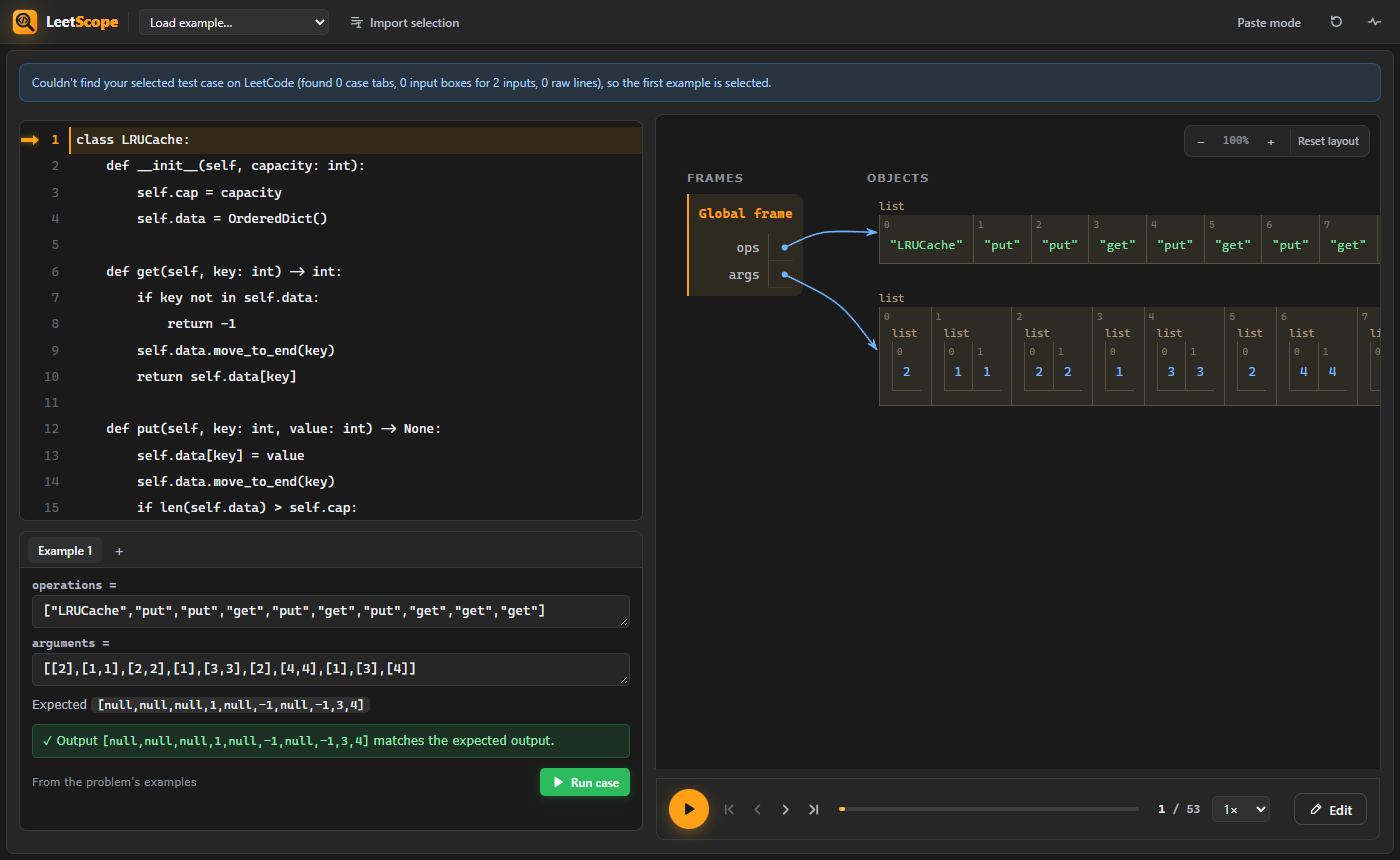 LeetScope Load example... Import selection Paste mode
Couldn't find your selected test case on LeetCode (found 0 case tabs, 0 input boxes for 2 inputs, 0 raw lines), so the first example is selected.
1 class LRUCache:
2 def __init__(self, capacity: int):
3 self.cap = capacity
4 self.data = OrderedDict()
5
6 def get(self, key: int) -> int:
7 if key not in self.data:
8 return -1
9 self.data.move_to_end(key)
10 return self.data[key]
11
12 def put(self, key: int, value: int) -> None:
13 self.data[key] = value
14 self.data.move_to_end(key)
15 if len(self.data) > self.cap:
Example 1 +
operations =
["LRUCache","put","put","get","put","get","put","get","get","get"]
arguments =
[[2],[1,1],[2,2],[1],[3,3],[2],[4,4],[1],[3],[4]]
Expected [null,null,null,1,null,-1,null,-1,3,4]
✓ Output [null,null,null,1,null,-1,null,-1,3,4] matches the expected output.
From the problem's examples Run case
− 100% + Reset layout
FRAMES OBJECTS
Global frame
ops
args
list
0 1 2 3 4 5 6 7
"LRUCache" "put" "put" "get" "put" "get" "put" "get"
list
0 1 2 3 4 5 6 7
list list list list list list list
0 0 1 0 1 0 0 1 0 0 1
2 1 1 2 2 1 3 3 2 4 4
1 / 53 1× Edit